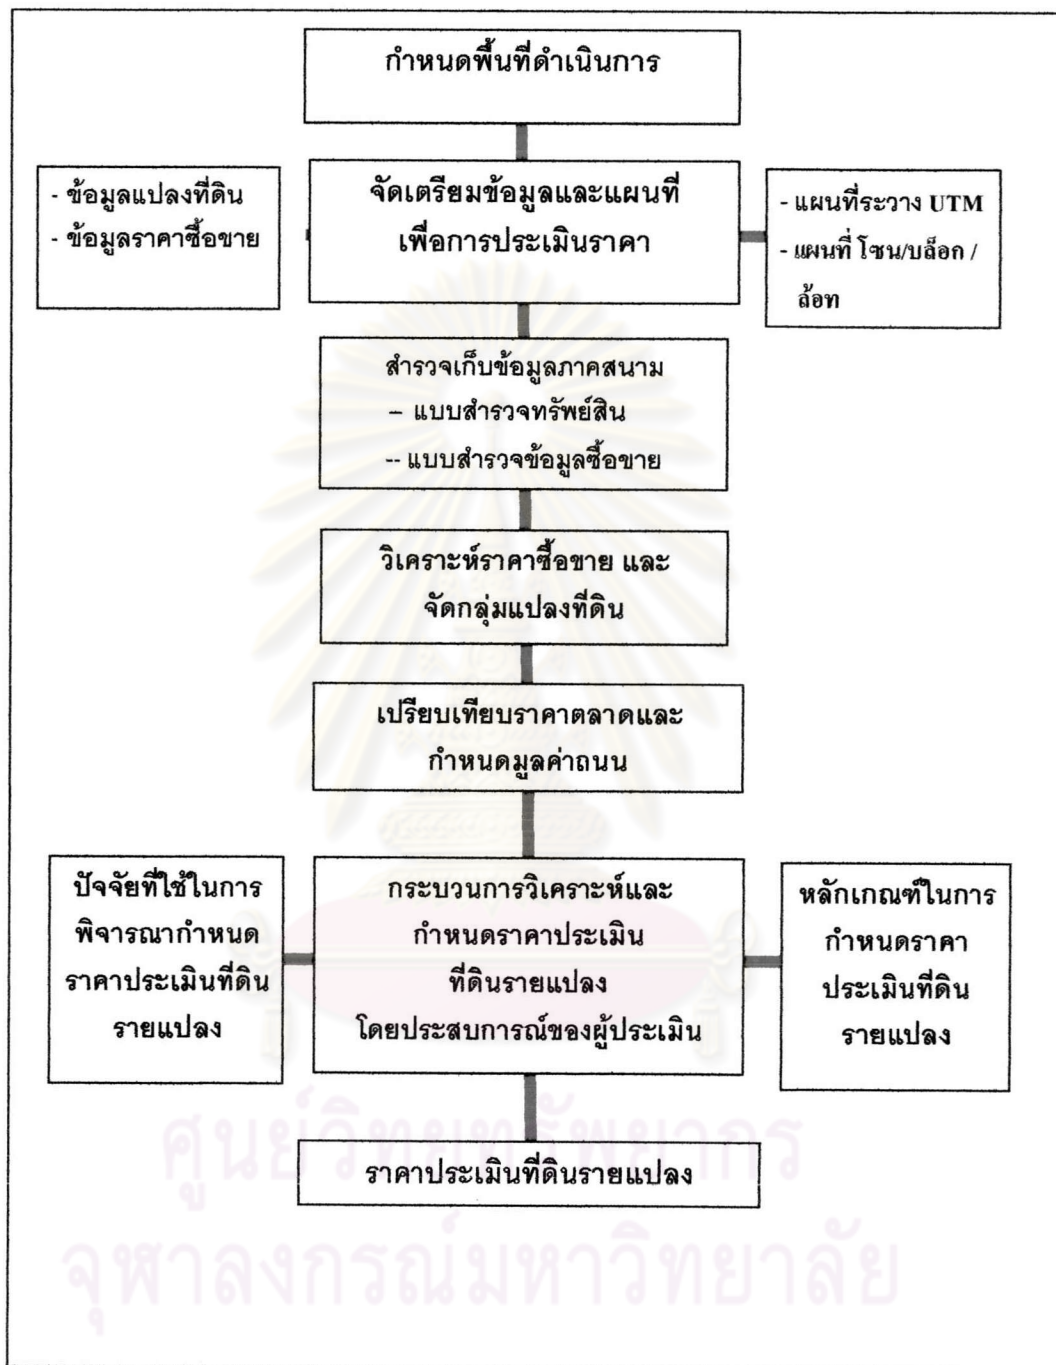 กำหนดพื้นที่ดำเนินการ
- ข้อมูลแปลงที่ดิน
- ข้อมูลราคาซื้อขาย
จัดเตรียมข้อมูลและแผนที่
เพื่อการประเมินราคา
- แผนที่ระวาง UTM
- แผนที่ โซน/บล็อก /
ล้อท
สำรวจเก็บข้อมูลภาคสนาม
– แบบสำรวจทรัพย์สิน
-- แบบสำรวจข้อมูลซื้อขาย
วิเคราะห์ราคาซื้อขาย และ
จัดกลุ่มแปลงที่ดิน
เปรียบเทียบราคาตลาดและ
กำหนดมูลค่าถนน
ปัจจัยที่ใช้ในการ
พิจารณากำหนด
ราคาประเมินที่ดิน
รายแปลง
กระบวนการวิเคราะห์และ
กำหนดราคาประเมิน
ที่ดินรายแปลง
โดยประสบการณ์ของผู้ประเมิน
หลักเกณฑ์ในการ
กำหนดราคา
ประเมินที่ดิน
รายแปลง
ราคาประเมินที่ดินรายแปลง
ศูนย์วิทยทรัพยากร
จุฬาลงกรณ์มหาวิทยาลัย